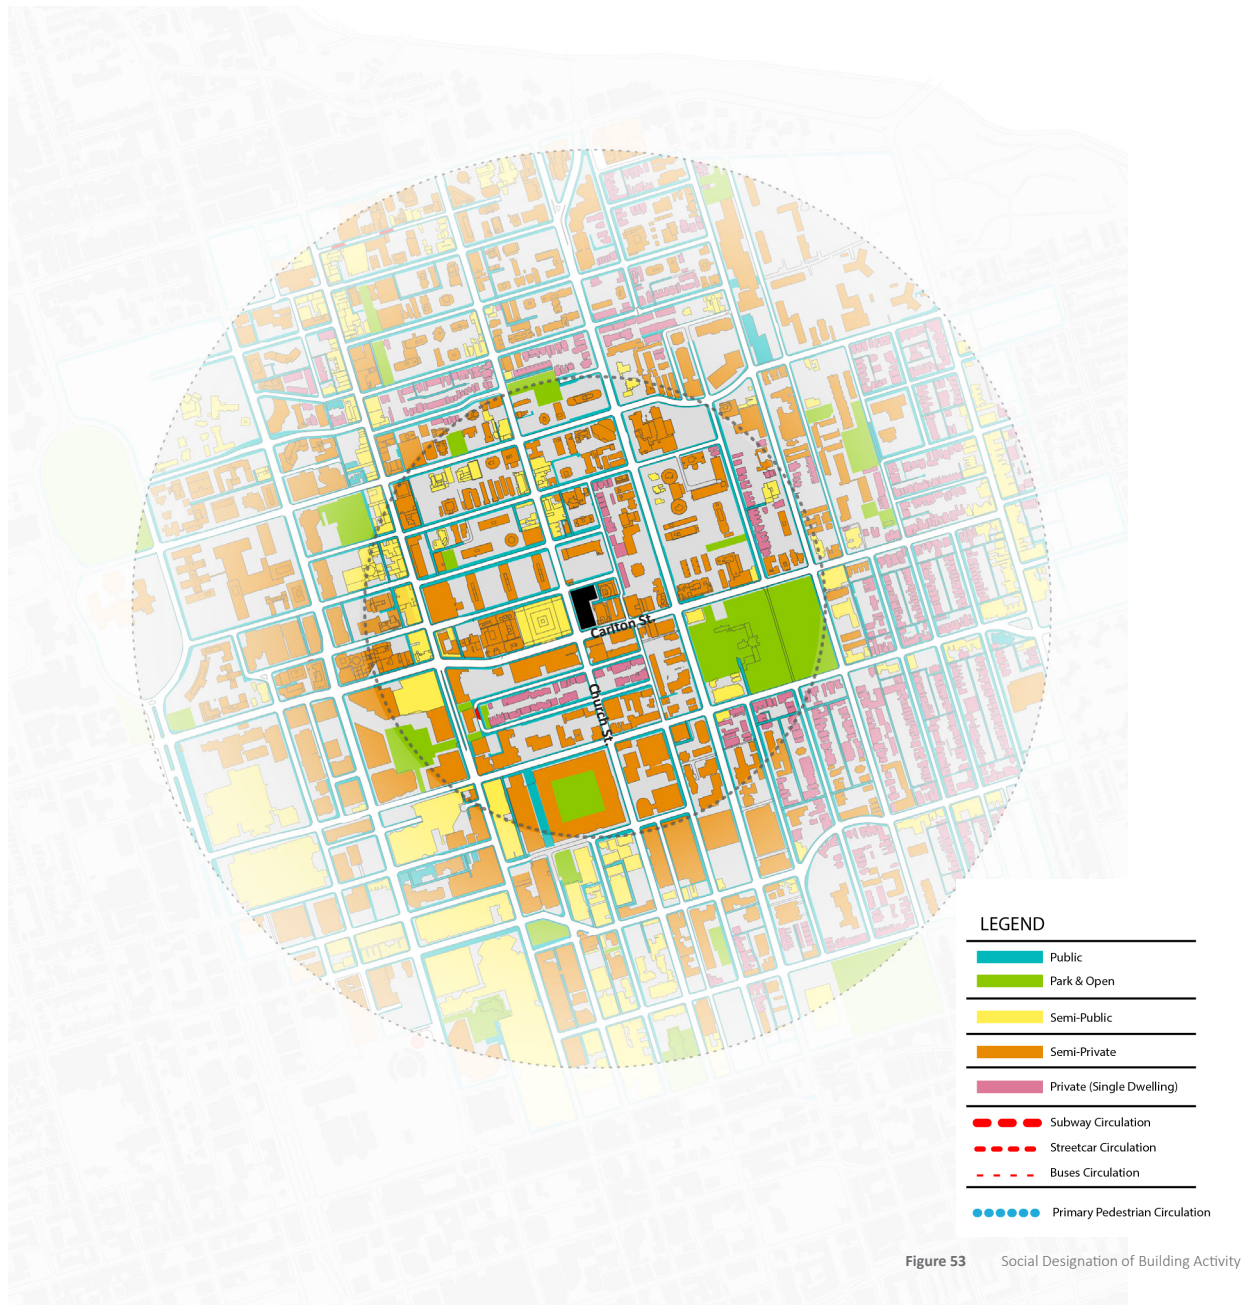 Carlton St.
Church St.
LEGEND
Public
Park & Open
Semi-Public
Semi-Private
Private (Single Dwelling)
Subway Circulation
Streetcar Circulation
Buses Circulation
Primary Pedestrian Circulation
Figure 53 Social Designation of Building Activity